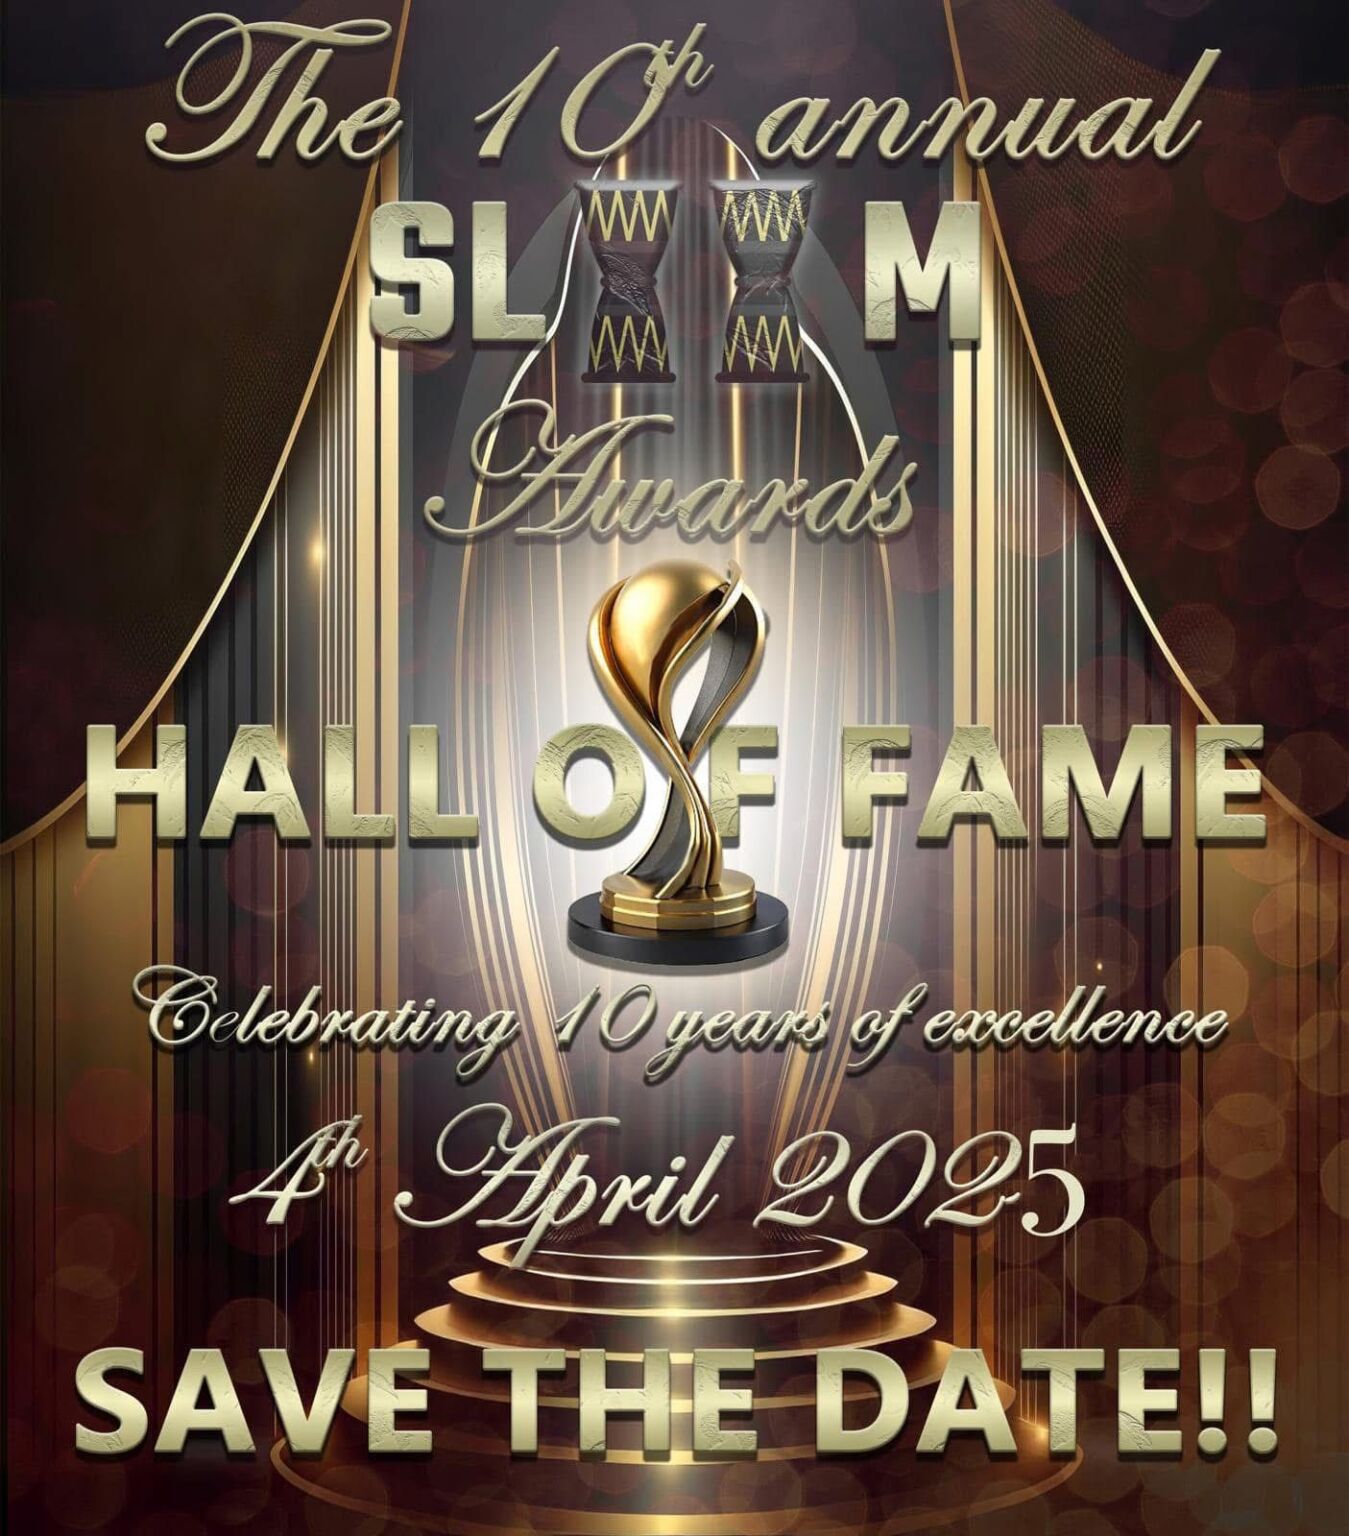 The 10th annual
SL M
Awards
HALL OF FAME
Celebrating 10 years of excellence
4th April 2025
SAVE THE DATE!!